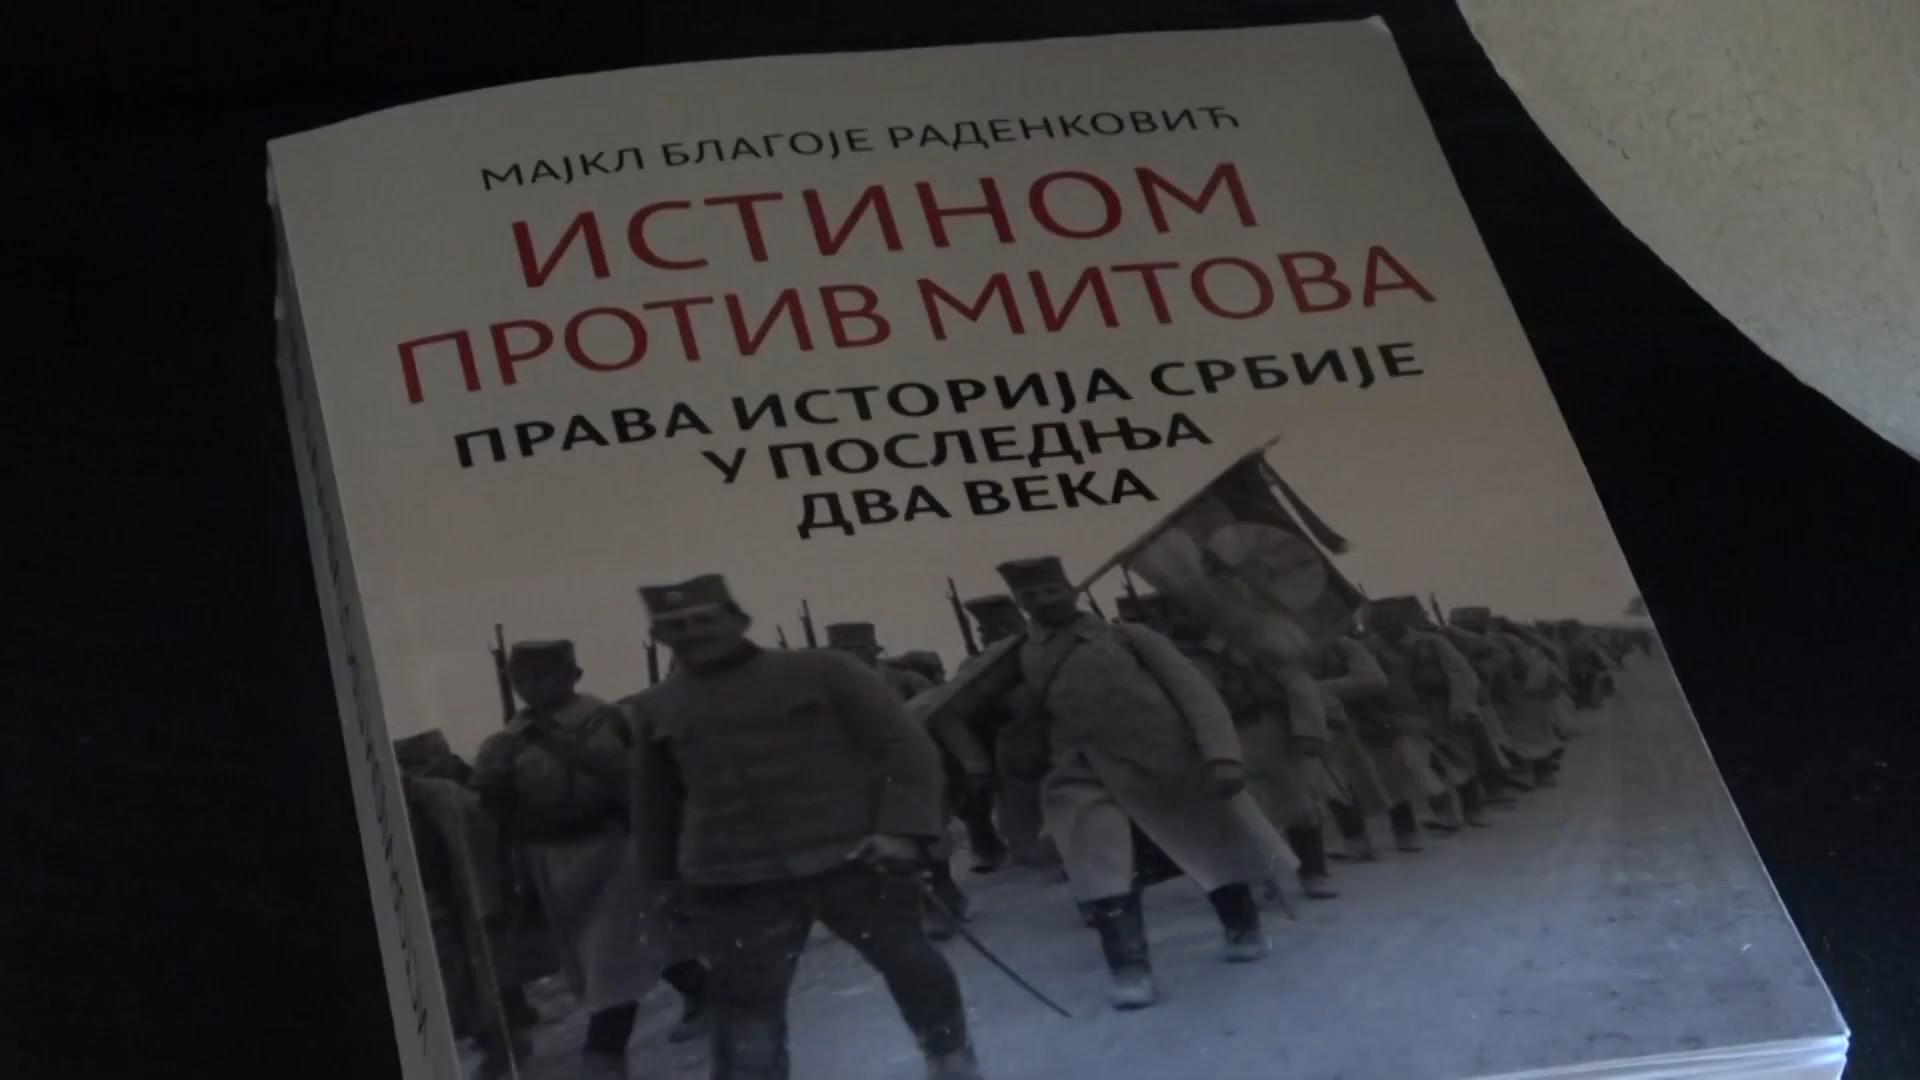 МАЈКЛ БЛАГОЈЕ РАДЕНКОВИЋ
ИСТИНОМ
ПРОТИВ МИТОВА
ПРАВА ИСТОРИЈА СРБИЈЕ
У ПОСЛЕДЊА
ДВА ВЕКА